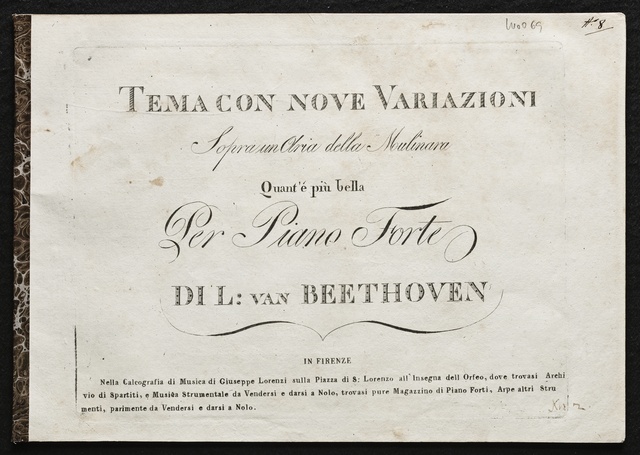 WoO 69
No. 8
TEMA CON NOVE VARIAZIONI
Sopra un Aria della Mulinara
Quant'é più bella
Per Piano Forte
DI L: VAN BEETHOVEN
IN FIRENZE
Nella Calcografia di Musica di Giuseppe Lorenzi sulla Piazza di S: Lorenzo all'Insegna dell Orfeo, dove trovasi Archi
vio di Spartiti, e Musica Strumentale da Vendersi e darsi a Nolo, trovasi pure Magazzino di Piano Forti, Arpe altri Stru
menti, parimente da Vendersi e darsi a Nolo.